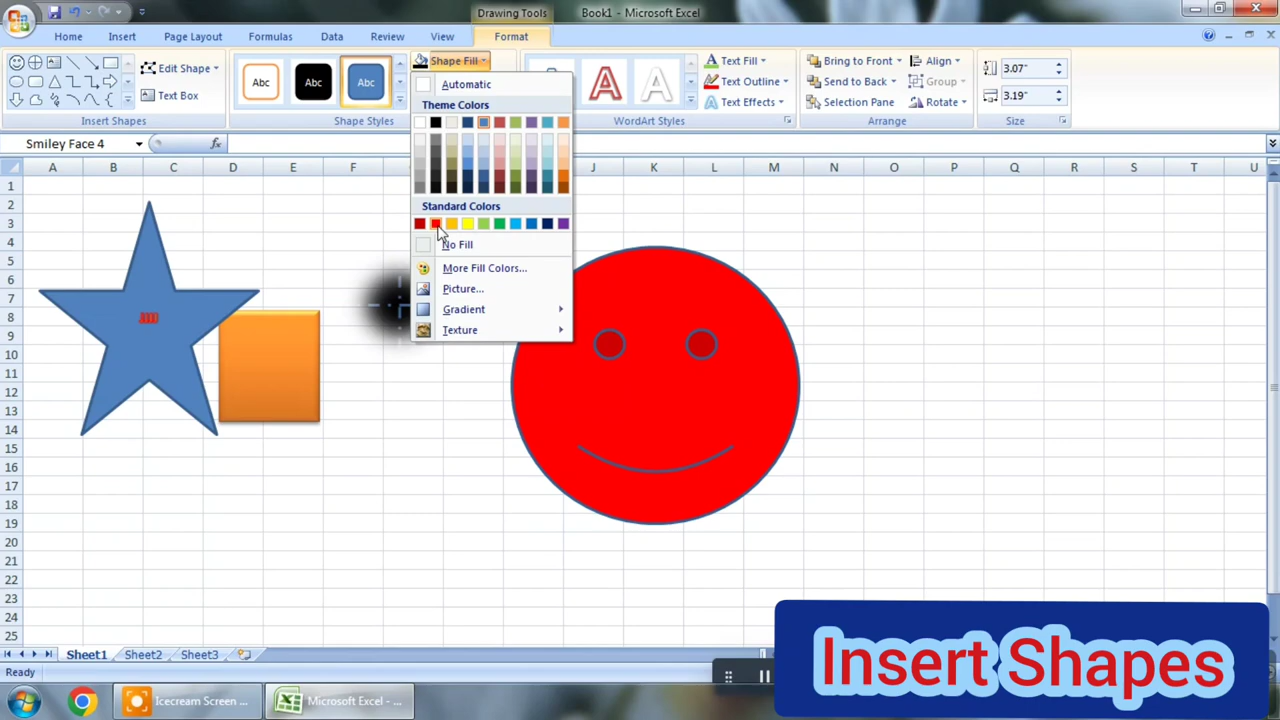 Drawing Tools
Book1 - Microsoft Excel
Home Insert Page Layout Formulas Data Review View Format
Edit Shape
Text Box
Insert Shapes
Abc Abc Abc
Shape Styles
Shape Fill
Automatic
Theme Colors
Standard Colors
No Fill
More Fill Colors...
Picture...
Gradient
Texture
Text Fill
Text Outline
Text Effects
WordArt Styles
Bring to Front
Send to Back
Selection Pane
Align
Group
Rotate
Arrange
3.07"
3.19"
Size
Smiley Face 4
fx
A B C D E F J K L M N O P Q R S T U
1
2
3
4
5
6
7
8
9
10
11
12
13
14
15
16
17
18
19
20
21
22
23
24
25
Sheet1 Sheet2 Sheet3
Ready
Insert Shapes
Icecream Screen ...
Microsoft Excel - ...